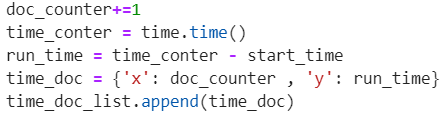 doc_counter+=1
time_conter = time.time()
run_time = time_conter - start_time
time_doc = {'x': doc_counter , 'y': run_time}
time_doc_list.append(time_doc)